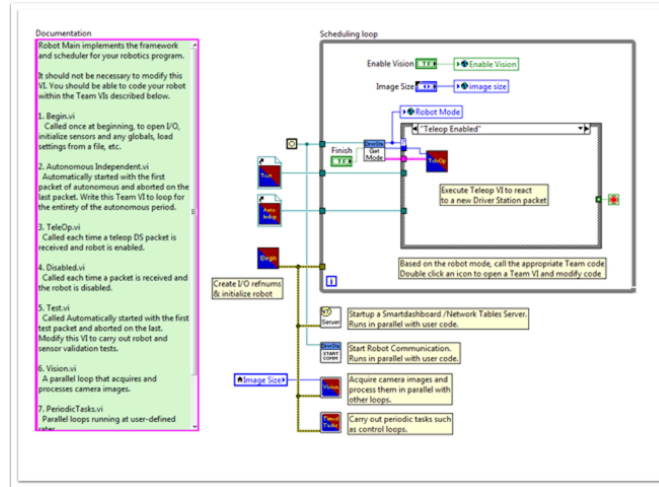 Documentation
Robot Main implements the framework
and scheduler for your robotics program.
It should not be necessary to modify this
VI. You should be able to code your robot
within the Team VIs described below.
1. Begin.vi
Called once at beginning, to open I/O,
initialize sensors and any globals, load
settings from a file, etc.
2. Autonomous Independent.vi
Automatically started with the first
packet of autonomous and aborted on the
last packet. Write this Team VI to loop for
the entirety of the autonomous period.
3. TeleOp.vi
Called each time a teleop DS packet is
received and robot is enabled.
4. Disabled.vi
Called each time a packet is received and
the robot is disabled.
5. Test.vi
Called Automatically started with the first
test packet and aborted on the last.
Modify this VI to carry out robot and
sensor validation tests.
6. Vision.vi
A parallel loop that acquires and
processes camera images.
7. PeriodicTasks.vi
Parallel loops running at user-defined
rates
Scheduling loop
Enable Vision
TF
Enable Vision
Image Size
image size
Robot Mode
"Teleop Enabled"
Finish
TF
Get
Mode
TeleOp
Execute Teleop VI to react
to a new Driver Station packet
Test
Auto
Indep
Begin
Create I/O refnums
& initialize robot
Based on the robot mode, call the appropriate Team code
Double click an icon to open a Team VI and modify code
i
Server
Startup a Smartdashboard /Network Tables Server.
Runs in parallel with user code.
START
COMM
Start Robot Communication.
Runs in parallel with user code.
Image Size
Vision
Acquire camera images and
process them in parallel with
other loops.
Timed
Tasks
Carry out periodic tasks such
as control loops.